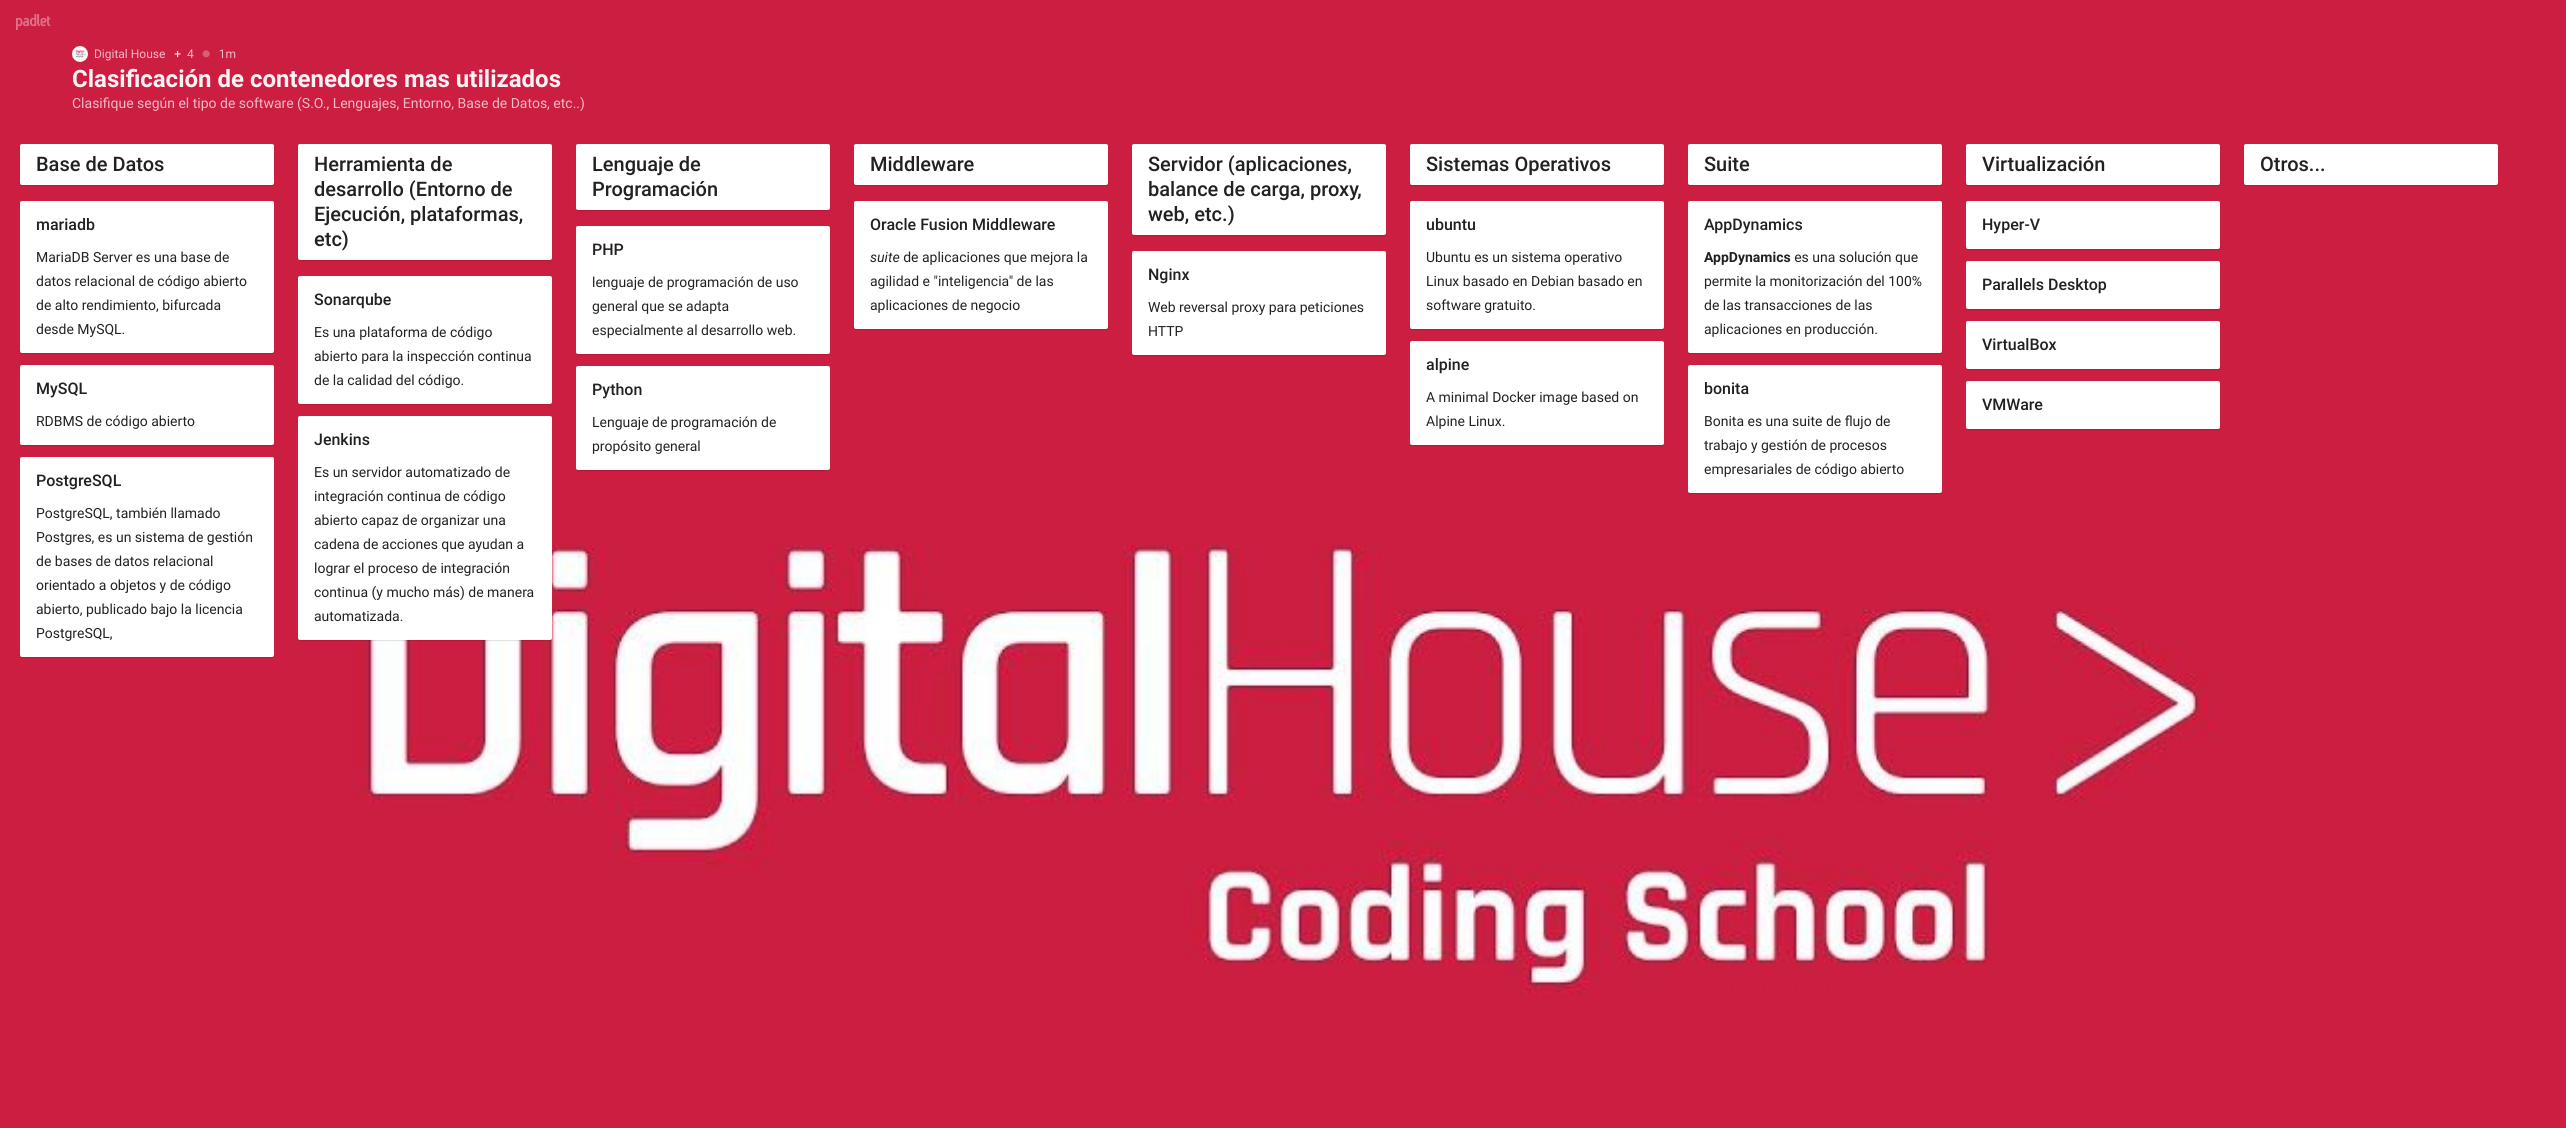 padlet
Digital House + 4 1m
Clasificación de contenedores mas utilizados
Clasifique según el tipo de software (S.O., Lenguajes, Entorno, Base de Datos, etc..)
Base de Datos
mariadb
MariaDB Server es una base de
datos relacional de código abierto
de alto rendimiento, bifurcada
desde MySQL.
MySQL
RDBMS de código abierto
PostgreSQL
PostgreSQL, también llamado
Postgres, es un sistema de gestión
de bases de datos relacional
orientado a objetos y de código
abierto, publicado bajo la licencia
PostgreSQL,
Herramienta de
desarrollo (Entorno de
Ejecución, plataformas,
etc)
Sonarqube
Es una plataforma de código
abierto para la inspección continua
de la calidad del código.
Jenkins
Es un servidor automatizado de
integración continua de código
abierto capaz de organizar una
cadena de acciones que ayudan a
lograr el proceso de integración
continua (y mucho más) de manera
automatizada.
Lenguaje de
Programación
PHP
lenguaje de programación de uso
general que se adapta
especialmente al desarrollo web.
Python
Lenguaje de programación de
propósito general
Middleware
Oracle Fusion Middleware
suite de aplicaciones que mejora la
agilidad e "inteligencia" de las
aplicaciones de negocio
Servidor (aplicaciones,
balance de carga, proxy,
web, etc.)
Nginx
Web reversal proxy para peticiones
HTTP
Sistemas Operativos
ubuntu
Ubuntu es un sistema operativo
Linux basado en Debian basado en
software gratuito.
alpine
A minimal Docker image based on
Alpine Linux.
Suite
AppDynamics
AppDynamics es una solución que
permite la monitorización del 100%
de las transacciones de las
aplicaciones en producción.
bonita
Bonita es una suite de flujo de
trabajo y gestión de procesos
empresariales de código abierto
Virtualización
Hyper-V
Parallels Desktop
VirtualBox
VMWare
Otros...
DigitalHouse >
Coding School